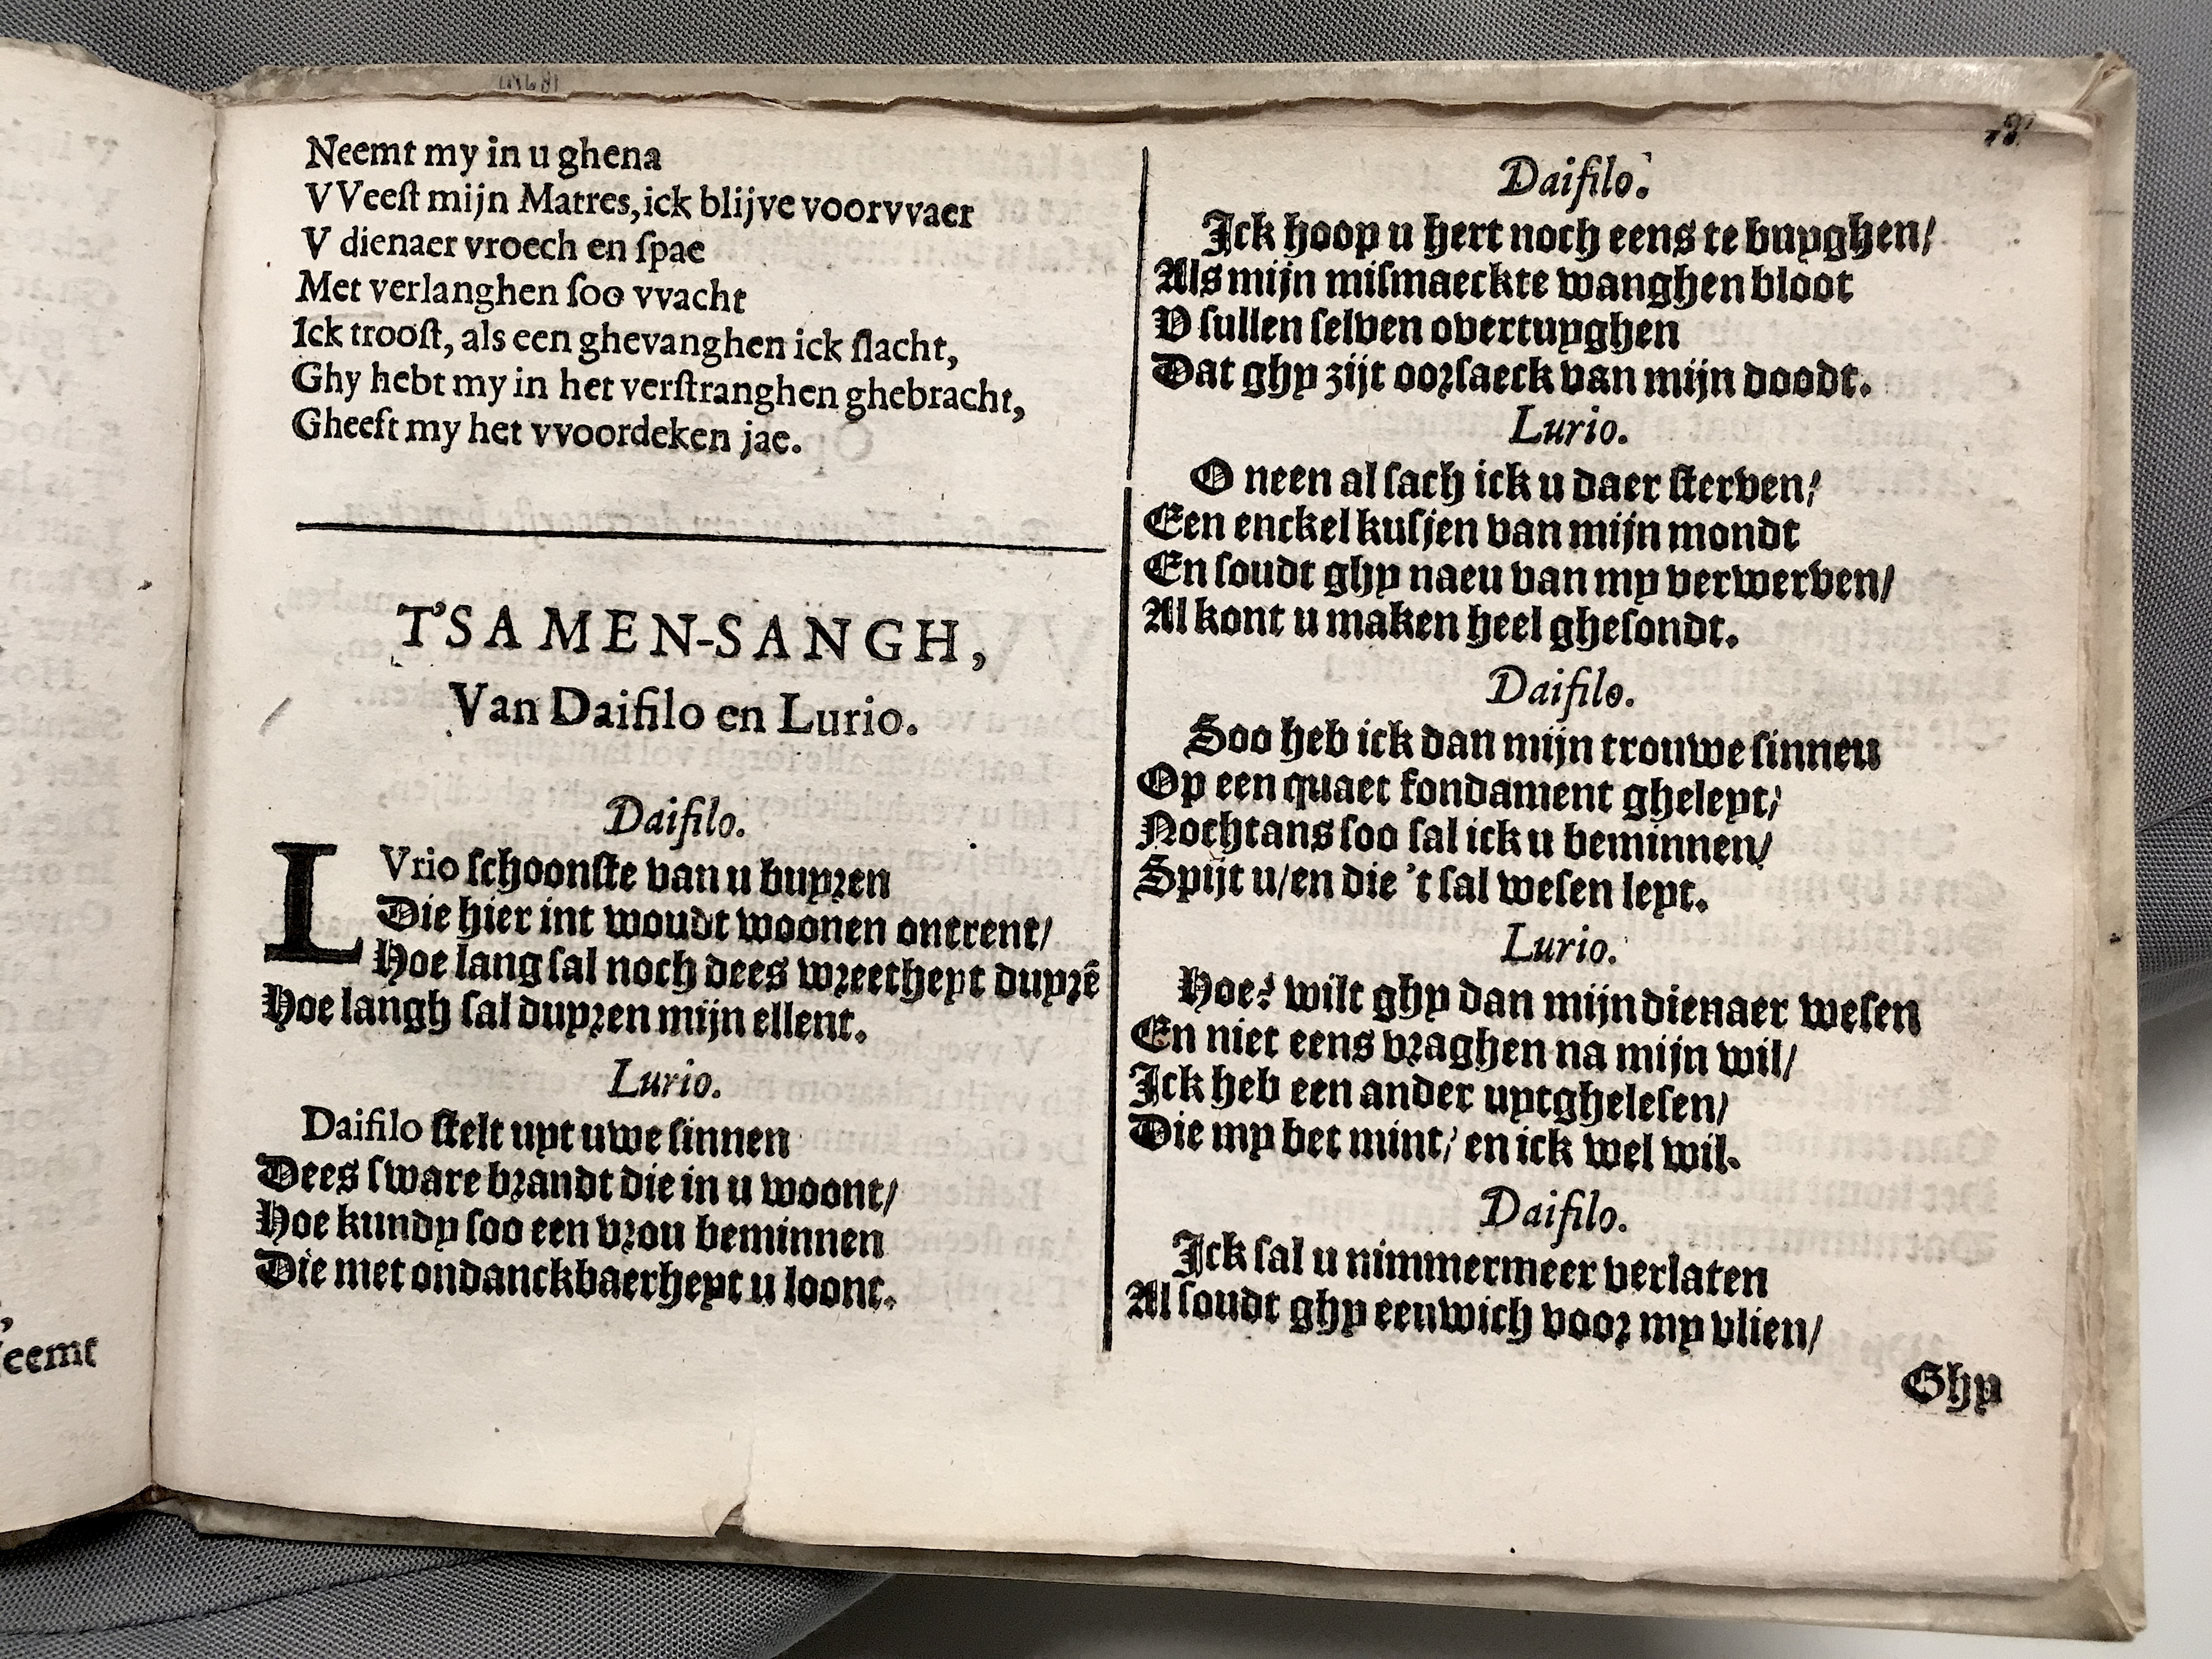 Neemt my in u ghena
VVeeſt mijn Matres, ick blijve voorvvaer
V dienaer vroech en ſpae
Met verlanghen ſoo vvacht
Ick trooſt, als een ghevanghen ick ſlacht,
Ghy hebt my in het verſtranghen ghebracht,
Gheeft my het vvoordeken jae.
T'SAMEN-SANGH,
Van Daifilo en Lurio.
Daifilo.
LVrio ſchoonſte van u buyren
Die hier int woudt woonen ontrent/
Hoe lang ſal noch dees wreetheyt duyrē
Hoe langh ſal duyren mijn ellent.
Lurio.
Daifilo ſtelt uyt uwe ſinnen
Dees ſware brandt die in u woont/
Hoe kundy ſoo een vrou beminnen
Die met ondanckbaerheyt u loont.
Daifilo.
Ick hoop u hert noch eens te buyghen/
Als mijn miſmaeckte wanghen bloot
V ſullen ſelven overtuyghen
Dat ghy zijt oorſaeck van mijn doodt.
Lurio.
O neen al ſach ick u daer ſterven/
Een enckel kuſjen van mijn mondt
En ſoudt ghy naeu van my verwerven/
Al kont u maken heel gheſondt.
Daifilo.
Soo heb ick dan mijn trouwe ſinnen
Op een quaet fondament gheleyt/
Nochtans ſoo ſal ick u beminnen/
Spijt u/ en die 't ſal weſen leyt.
Lurio.
Hoe? wilt ghy dan mijn dienaer weſen
En niet eens vraghen na mijn wil/
Ick heb een ander uytgheleſen/
Die my bet mint/ en ick wel wil.
Daifilo.
Ick ſal u nimmermeer verlaten
Al ſoudt ghy eeuwich voor my vlien/
Ghy
eemt